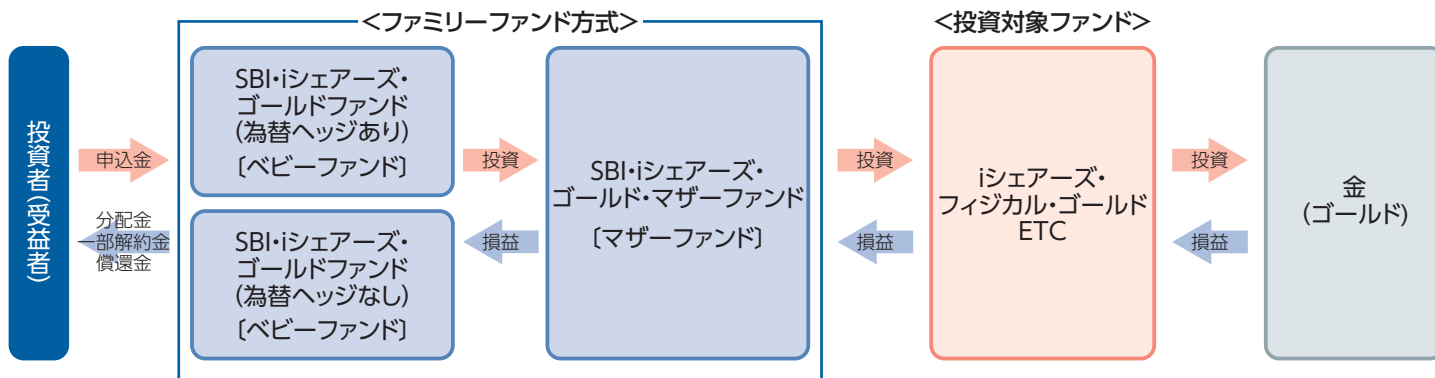 <ファミリーファンド方式>
<投資対象ファンド>
投資者(受益者)
申込金
分配金
一部解約金
償還金
SBI・iシェアーズ・
ゴールドファンド
(為替ヘッジあり)
〔ベビーファンド〕
SBI・iシェアーズ・
ゴールドファンド
(為替ヘッジなし)
〔ベビーファンド〕
投資
損益
SBI・iシェアーズ・
ゴールド・マザーファンド
〔マザーファンド〕
投資
損益
iシェアーズ・
フィジカル・ゴールド
ETC
投資
損益
金
(ゴールド)